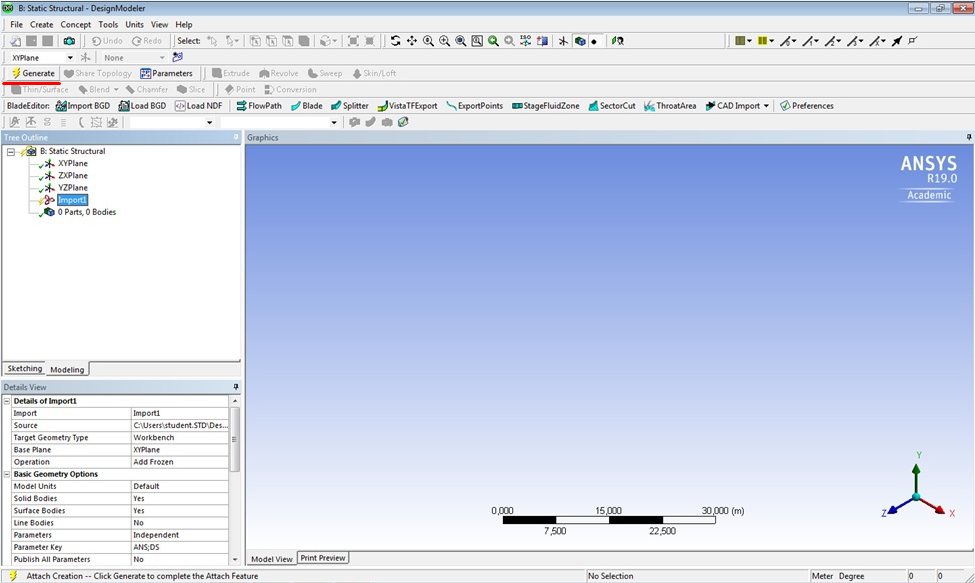 B: Static Structural - DesignModeler
File Create Concept Tools Units View Help
Undo Redo Select:
XYPlane None
Generate Share Topology Parameters Extrude Revolve Sweep Skin/Loft
Thin/Surface Blend Chamfer Slice Point Conversion
BladeEditor: Import BGD Load BGD Load NDF FlowPath Blade Splitter VistaTFExport ExportPoints StageFluidZone SectorCut ThroatArea CAD Import Preferences
Tree Outline
B: Static Structural
XYPlane
ZXPlane
YZPlane
Import1
0 Parts, 0 Bodies
Sketching Modeling
Details View
Details of Import1
Import Import1
Source C:\Users\student.STD\Des...
Target Geometry Type Workbench
Base Plane XYPlane
Operation Add Frozen
Basic Geometry Options
Model Units Default
Solid Bodies Yes
Surface Bodies Yes
Line Bodies No
Parameters Independent
Parameter Key ANS;DS
Publish All Parameters No
Graphics
ANSYS
R19.0
Academic
0,000 15,000 30,000 (m)
7,500 22,500
Y
Z X
Model View Print Preview
Attach Creation -- Click Generate to complete the Attach Feature No Selection Meter Degree 0 0